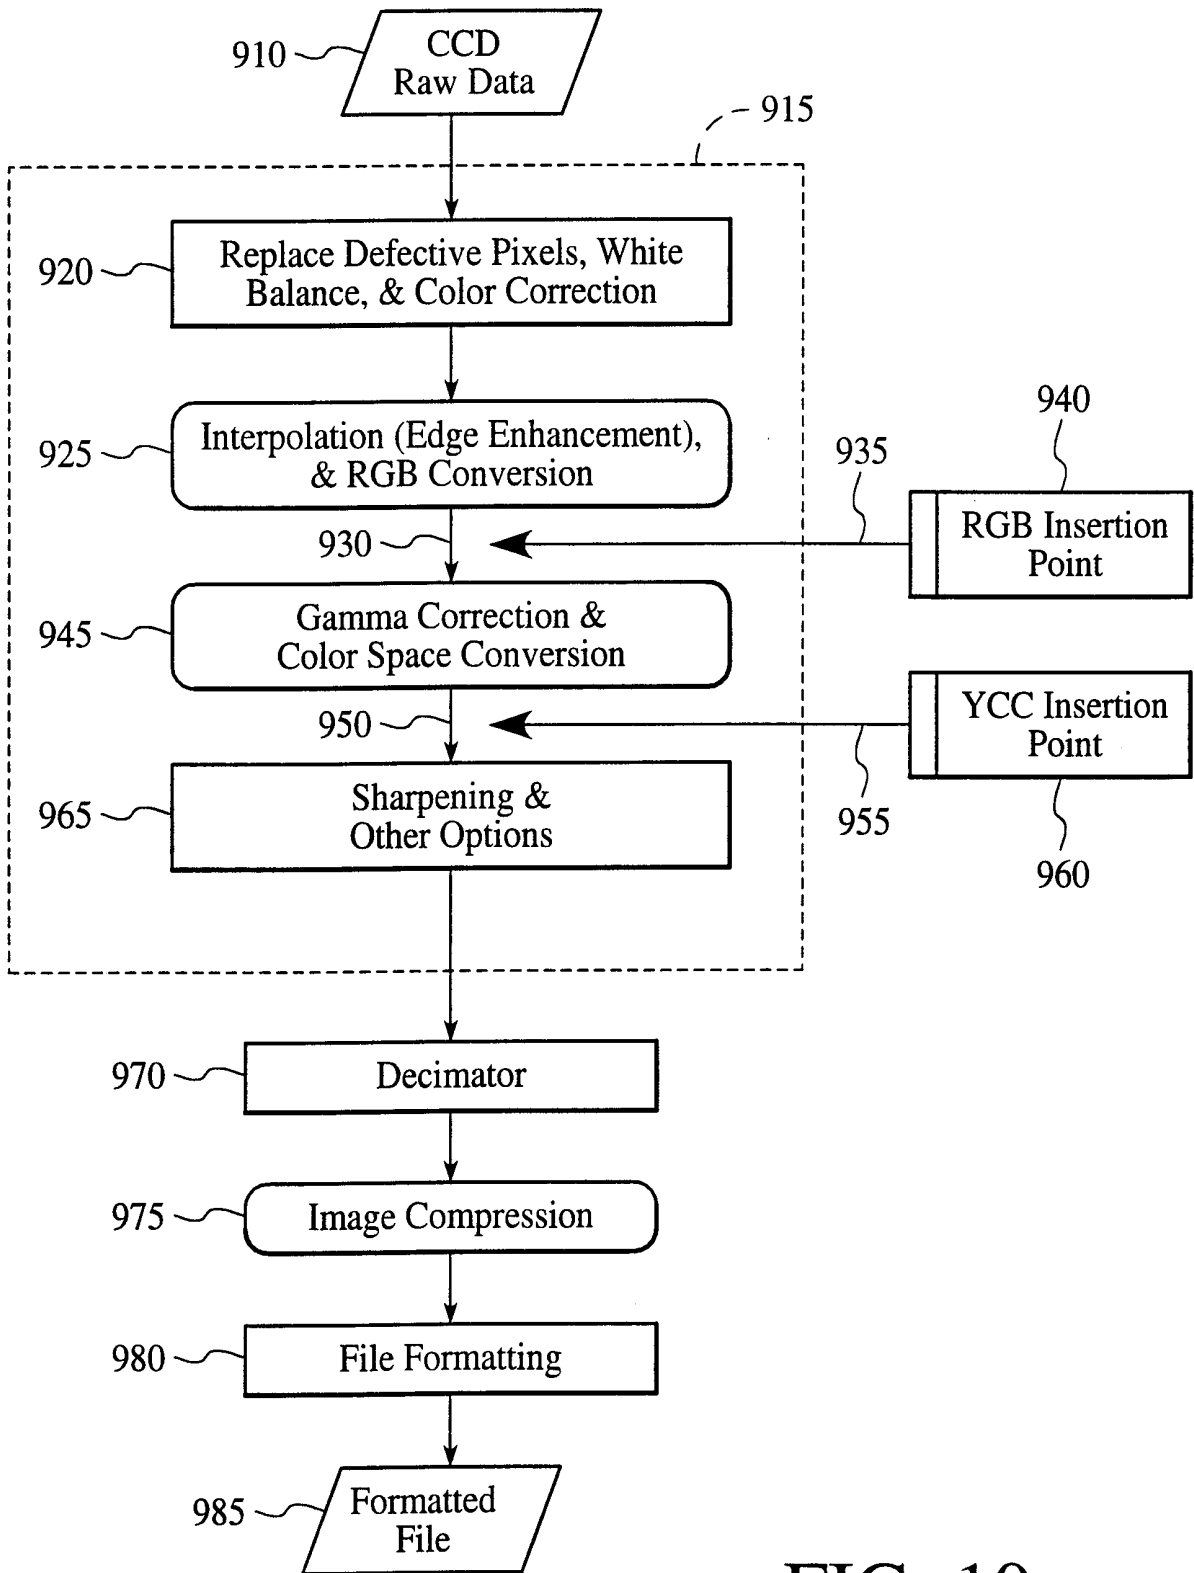 910
CCD
Raw Data
915
920
Replace Defective Pixels, White
Balance, & Color Correction
925
Interpolation (Edge Enhancement),
& RGB Conversion
930
935
940
RGB Insertion
Point
945
Gamma Correction &
Color Space Conversion
950
955
YCC Insertion
Point
960
965
Sharpening &
Other Options
970
Decimator
975
Image Compression
980
File Formatting
985
Formatted
File